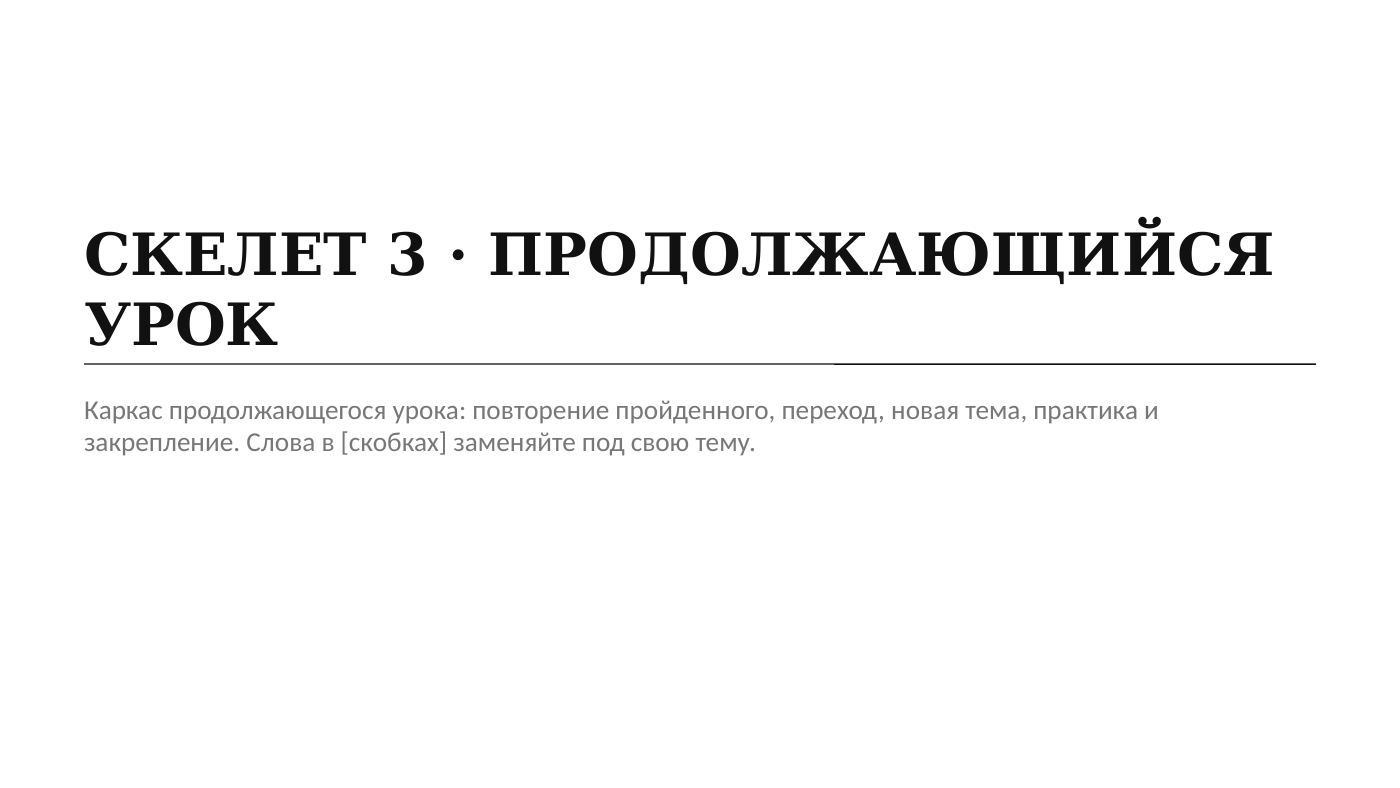 СКЕЛЕТ 3 · ПРОДОЛЖАЮЩИЙСЯ
УРОК
Каркас продолжающегося урока: повторение пройденного, переход, новая тема, практика и
закрепление. Слова в [скобках] заменяйте под свою тему.